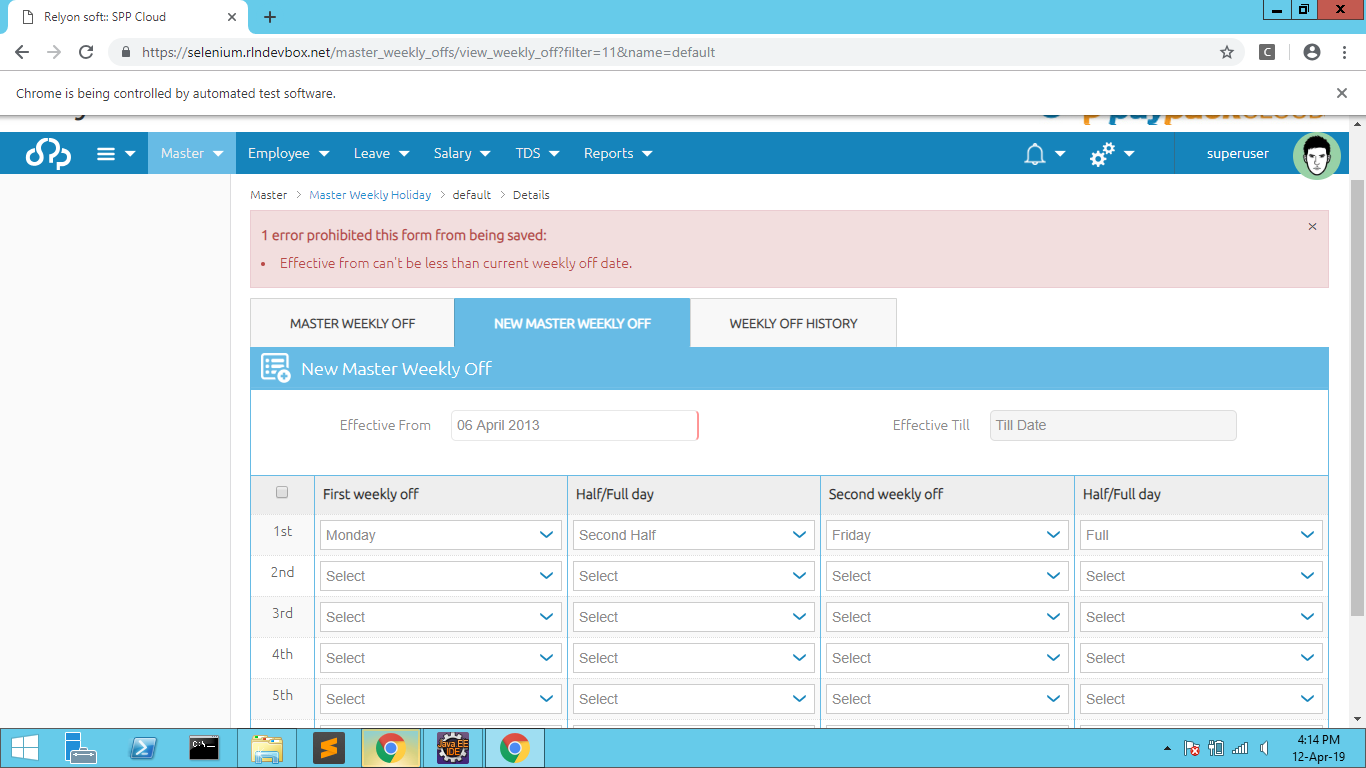 Relyon soft:: SPP Cloud
https://selenium.rlndevbox.net/master_weekly_offs/view_weekly_off?filter=11&name=default
C
Chrome is being controlled by automated test software.
Master Employee Leave Salary TDS Reports superuser
Master > Master Weekly Holiday > default > Details
1 error prohibited this form from being saved:
• Effective from can't be less than current weekly off date.
MASTER WEEKLY OFF NEW MASTER WEEKLY OFF WEEKLY OFF HISTORY
New Master Weekly Off
Effective From 06 April 2013 Effective Till Till Date
First weekly off Half/Full day Second weekly off Half/Full day
1st Monday Second Half Friday Full
2nd Select Select Select Select
3rd Select Select Select Select
4th Select Select Select Select
5th Select Select Select Select
Java EE
IDE
4:14 PM
12-Apr-19